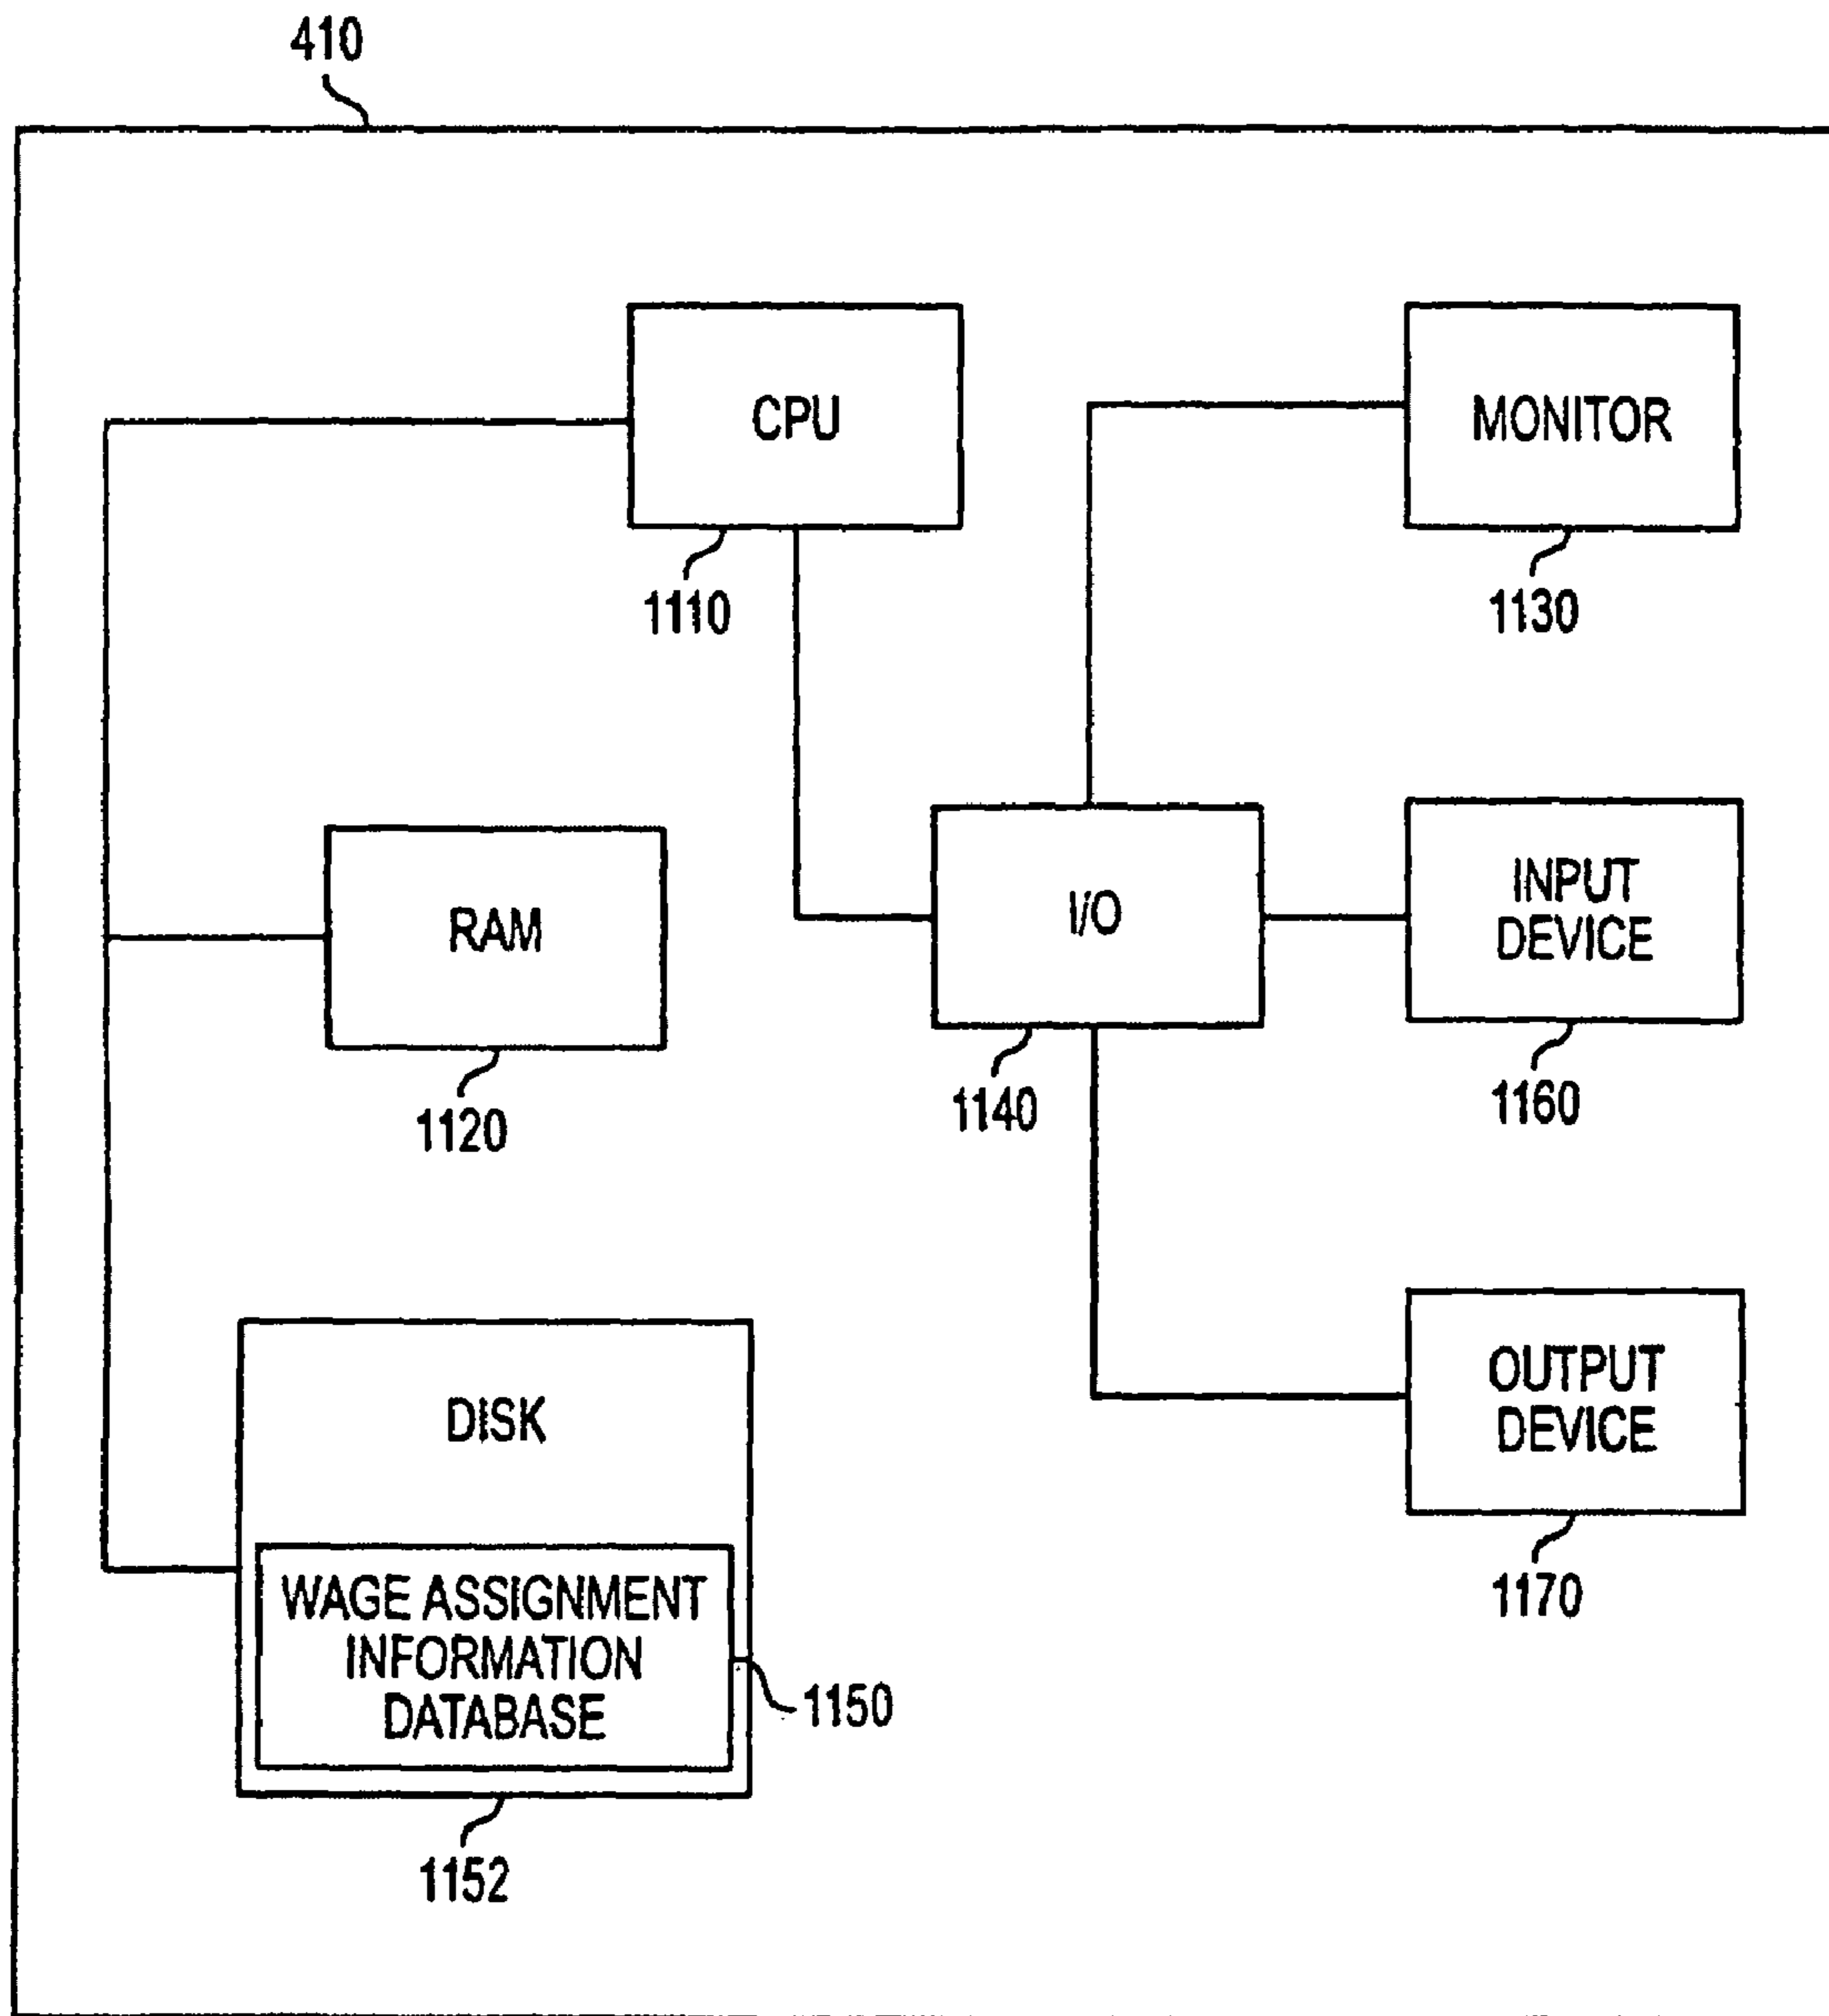 410
CPU
1110
MONITOR
1130
RAM
1120
I/O
1140
INPUT
DEVICE
1160
DISK
WAGE ASSIGNMENT
INFORMATION
DATABASE
1150
1152
OUTPUT
DEVICE
1170